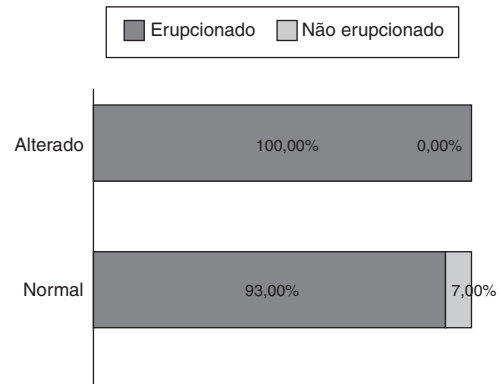 Erupcionado Não erupcionado
Alterado 100,00% 0,00%
Normal 93,00% 7,00%